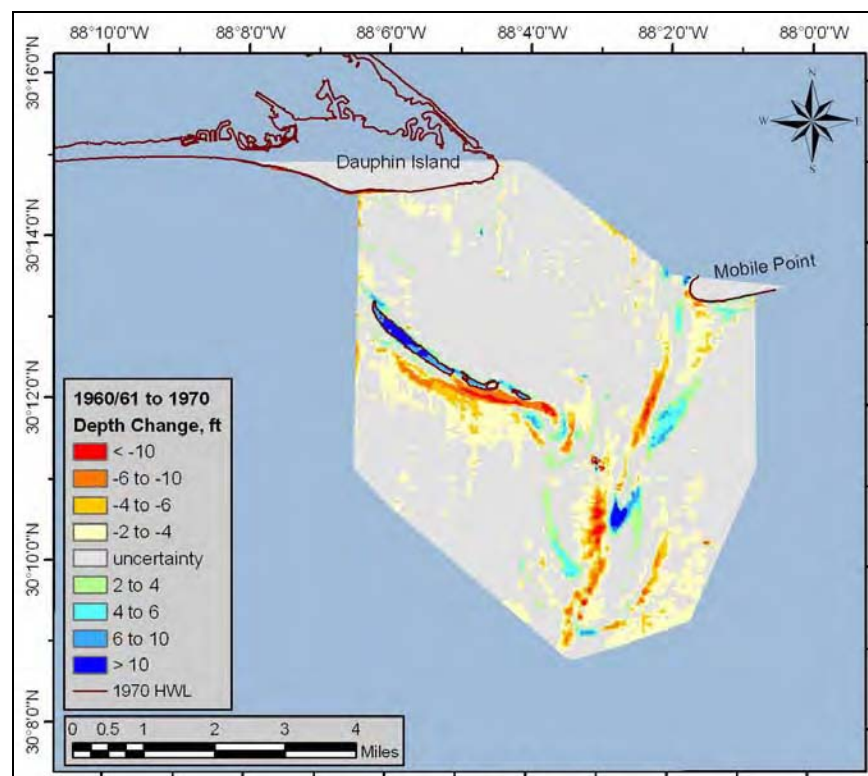 88°10'0"W 88°8'0"W 88°6'0"W 88°4'0"W 88°2'0"W 88°0'0"W
30°16'0"N
N
W E
S
Dauphin Island
30°14'0"N
Mobile Point
30°12'0"N
1960/61 to 1970
Depth Change, ft
< -10
-6 to -10
-4 to -6
-2 to -4
uncertainty
2 to 4
4 to 6
6 to 10
> 10
1970 HWL
30°10'0"N
30°8'0"N
0 0.5 1 2 3 4
Miles